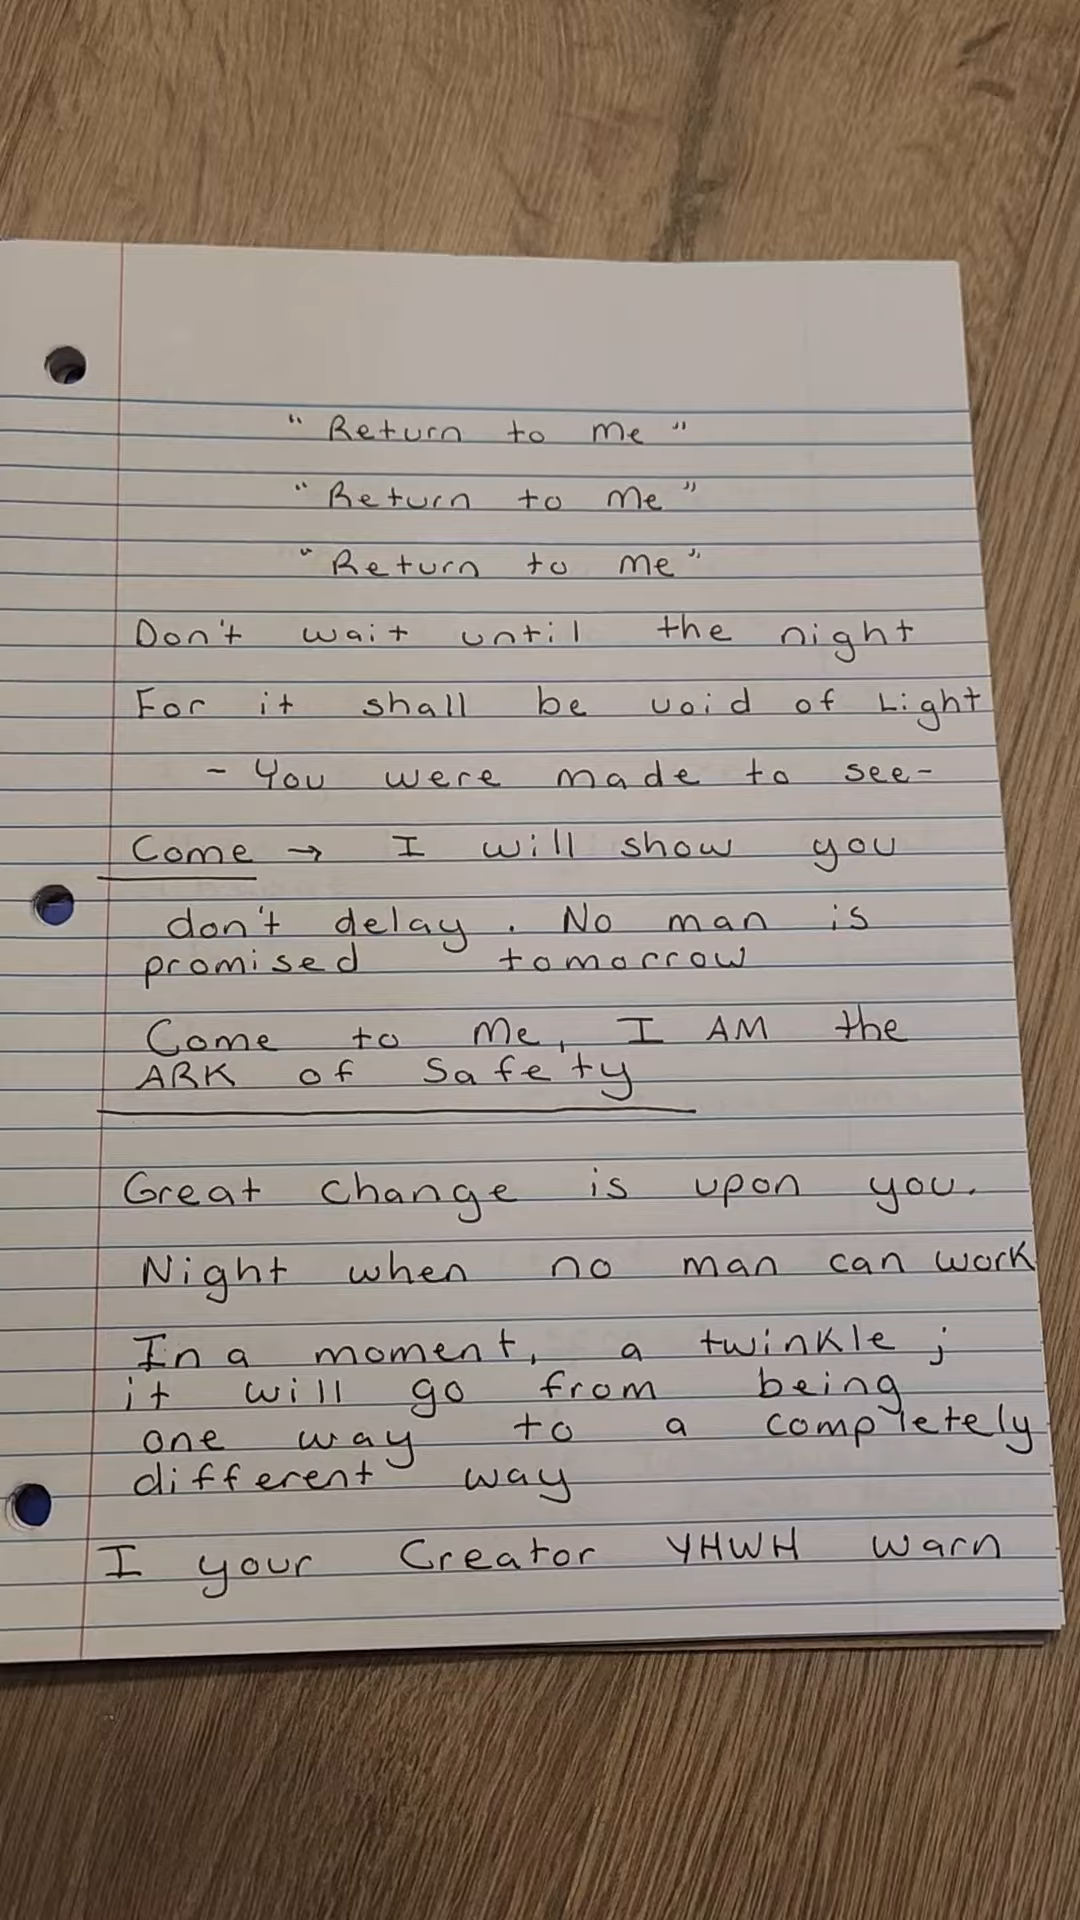 "Return to Me"
"Return to Me"
"Return to Me"
Don't wait until the night
For it shall be void of Light
- You were made to see -
Come → I will show you
don't delay. No man is
promised tomorrow
Come to Me, I AM the
ARK of Safety
Great change is upon you.
Night when no man can work
In a moment, a twinkle;
it will go from being
one way to a completely
different way
I your Creator YHWH warn